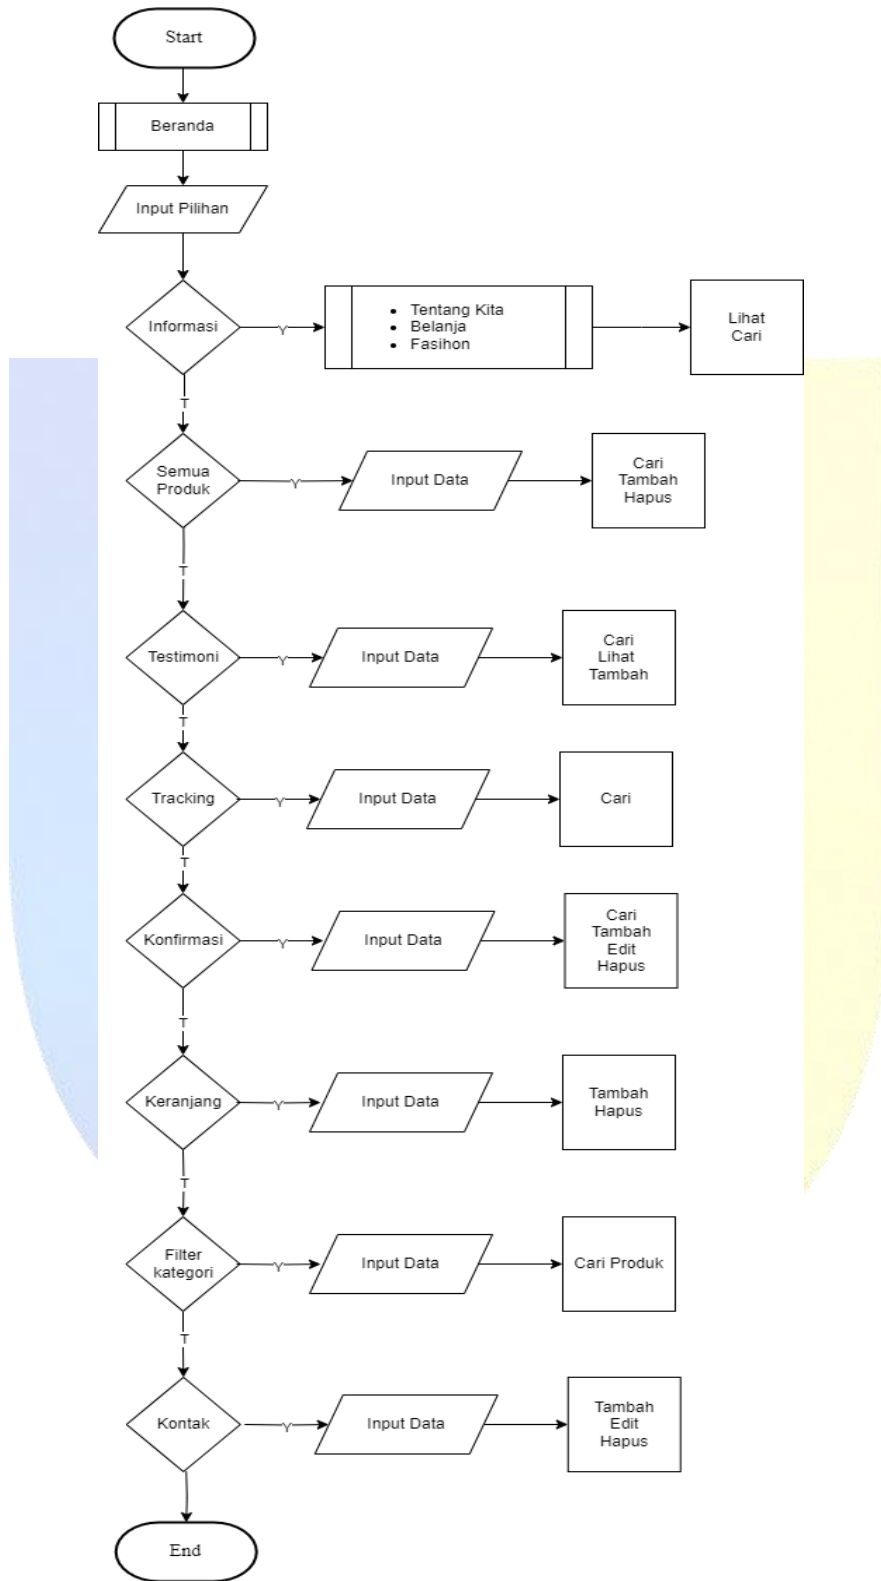 Start
Beranda
Input Pilihan
Informasi
Y
• Tentang Kita
• Belanja
• Fasihon
Lihat
Cari
T
Semua
Produk
Y
Input Data
Cari
Tambah
Hapus
T
Testimoni
Y
Input Data
Cari
Lihat
Tambah
T
Tracking
Y
Input Data
Cari
T
Konfirmasi
Y
Input Data
Cari
Tambah
Edit
Hapus
T
Keranjang
Y
Input Data
Tambah
Hapus
T
Filter
kategori
Y
Input Data
Cari Produk
T
Kontak
Y
Input Data
Tambah
Edit
Hapus
End